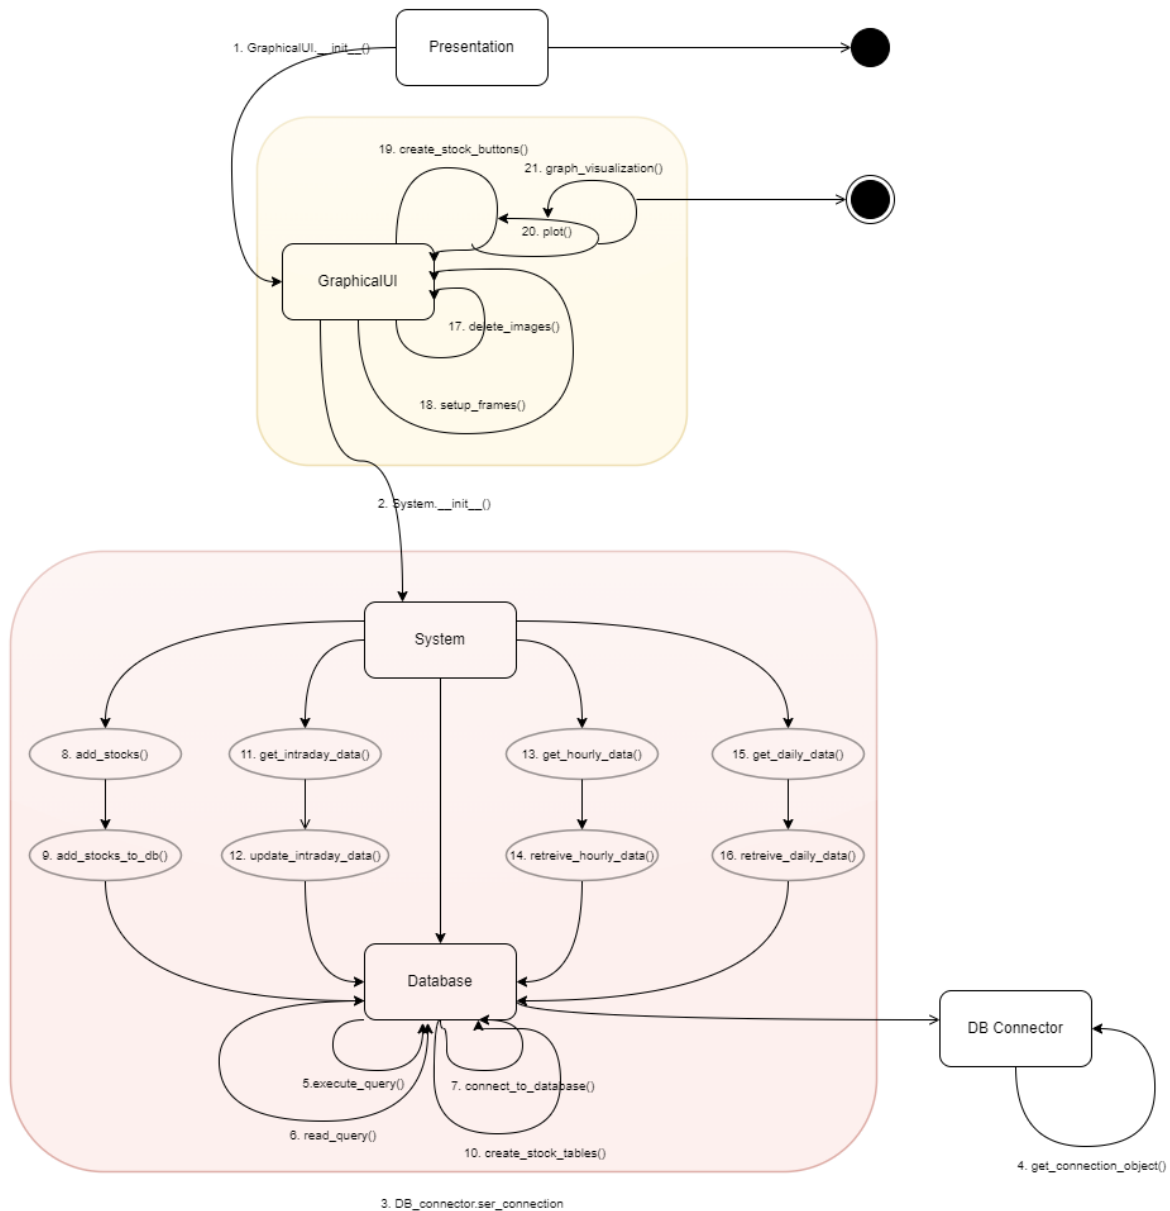 Presentation
1. GraphicalUI.__init__()
19. create_stock_buttons()
21. graph_visualization()
20. plot()
GraphicalUI
17. delete_images()
18. setup_frames()
2. System.__init__()
System
8. add_stocks()
11. get_intraday_data()
13. get_hourly_data()
15. get_daily_data()
9. add_stocks_to_db()
12. update_intraday_data()
14. retreive_hourly_data()
16. retreive_daily_data()
Database
DB Connector
5.execute_query()
7. connect_to_database()
6. read_query()
10. create_stock_tables()
4. get_connection_object()
3. DB_connector.ser_connection